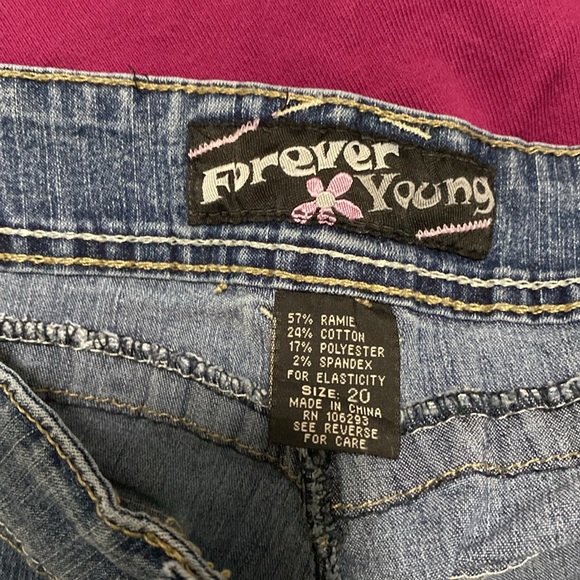 Forever
Young
57% RAMIE
24% COTTON
17% POLYESTER
2% SPANDEX
FOR ELASTICITY
SIZE: 20
MADE IN CHINA
RN 106293
SEE REVERSE
FOR CARE